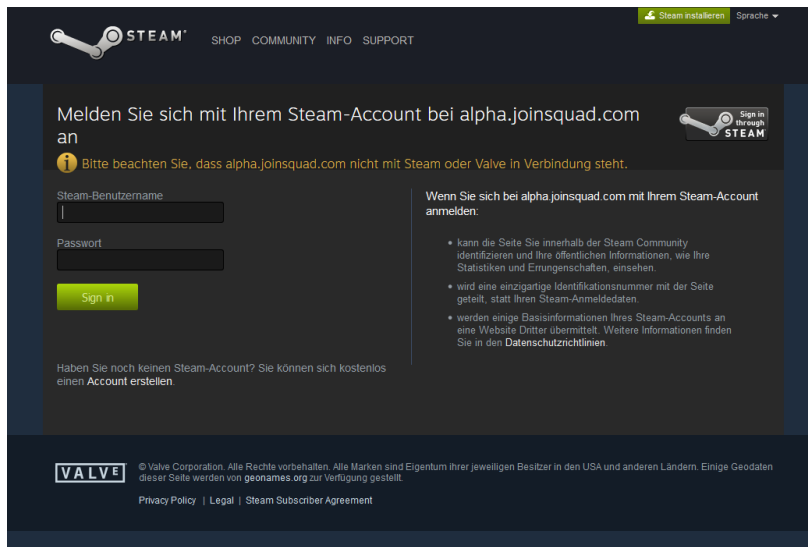 Steam installieren Sprache
STEAM
SHOP COMMUNITY INFO SUPPORT
Melden Sie sich mit Ihrem Steam-Account bei alpha.joinsquad.com
an
Sign in
through
STEAM
Bitte beachten Sie, dass alpha.joinsquad.com nicht mit Steam oder Valve in Verbindung steht.
Steam-Benutzername
Passwort
Sign in
Haben Sie noch keinen Steam-Account? Sie können sich kostenlos
einen Account erstellen.
Wenn Sie sich bei alpha.joinsquad.com mit Ihrem Steam-Account
anmelden:
• kann die Seite Sie innerhalb der Steam Community
identifizieren und Ihre öffentlichen Informationen, wie Ihre
Statistiken und Errungenschaften, einsehen.
• wird eine einzigartige Identifikationsnummer mit der Seite
geteilt, statt Ihren Steam-Anmeldedaten.
• werden einige Basisinformationen Ihres Steam-Accounts an
eine Website Dritter übermittelt. Weitere Informationen finden
Sie in den Datenschutzrichtlinien.
VALVE
© Valve Corporation. Alle Rechte vorbehalten. Alle Marken sind Eigentum ihrer jeweiligen Besitzer in den USA und anderen Ländern. Einige Geodaten
dieser Seite werden von geonames.org zur Verfügung gestellt.
Privacy Policy | Legal | Steam Subscriber Agreement